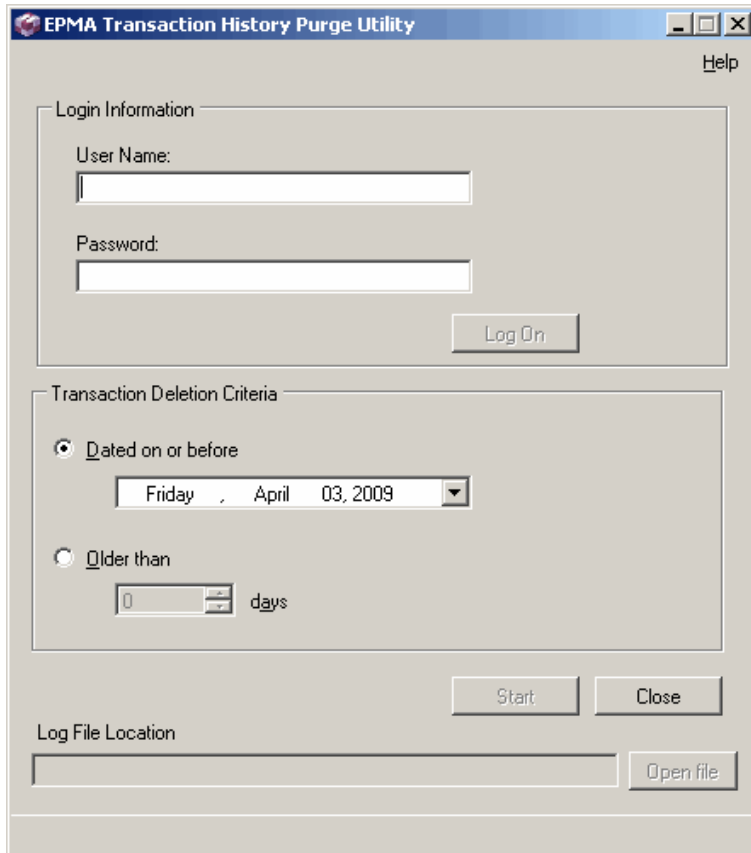 EPMA Transaction History Purge Utility
Help
Login Information
User Name:
Password:
Log On
Transaction Deletion Criteria
Dated on or before
Friday , April 03, 2009
Older than
0 days
Start Close
Log File Location
Open file